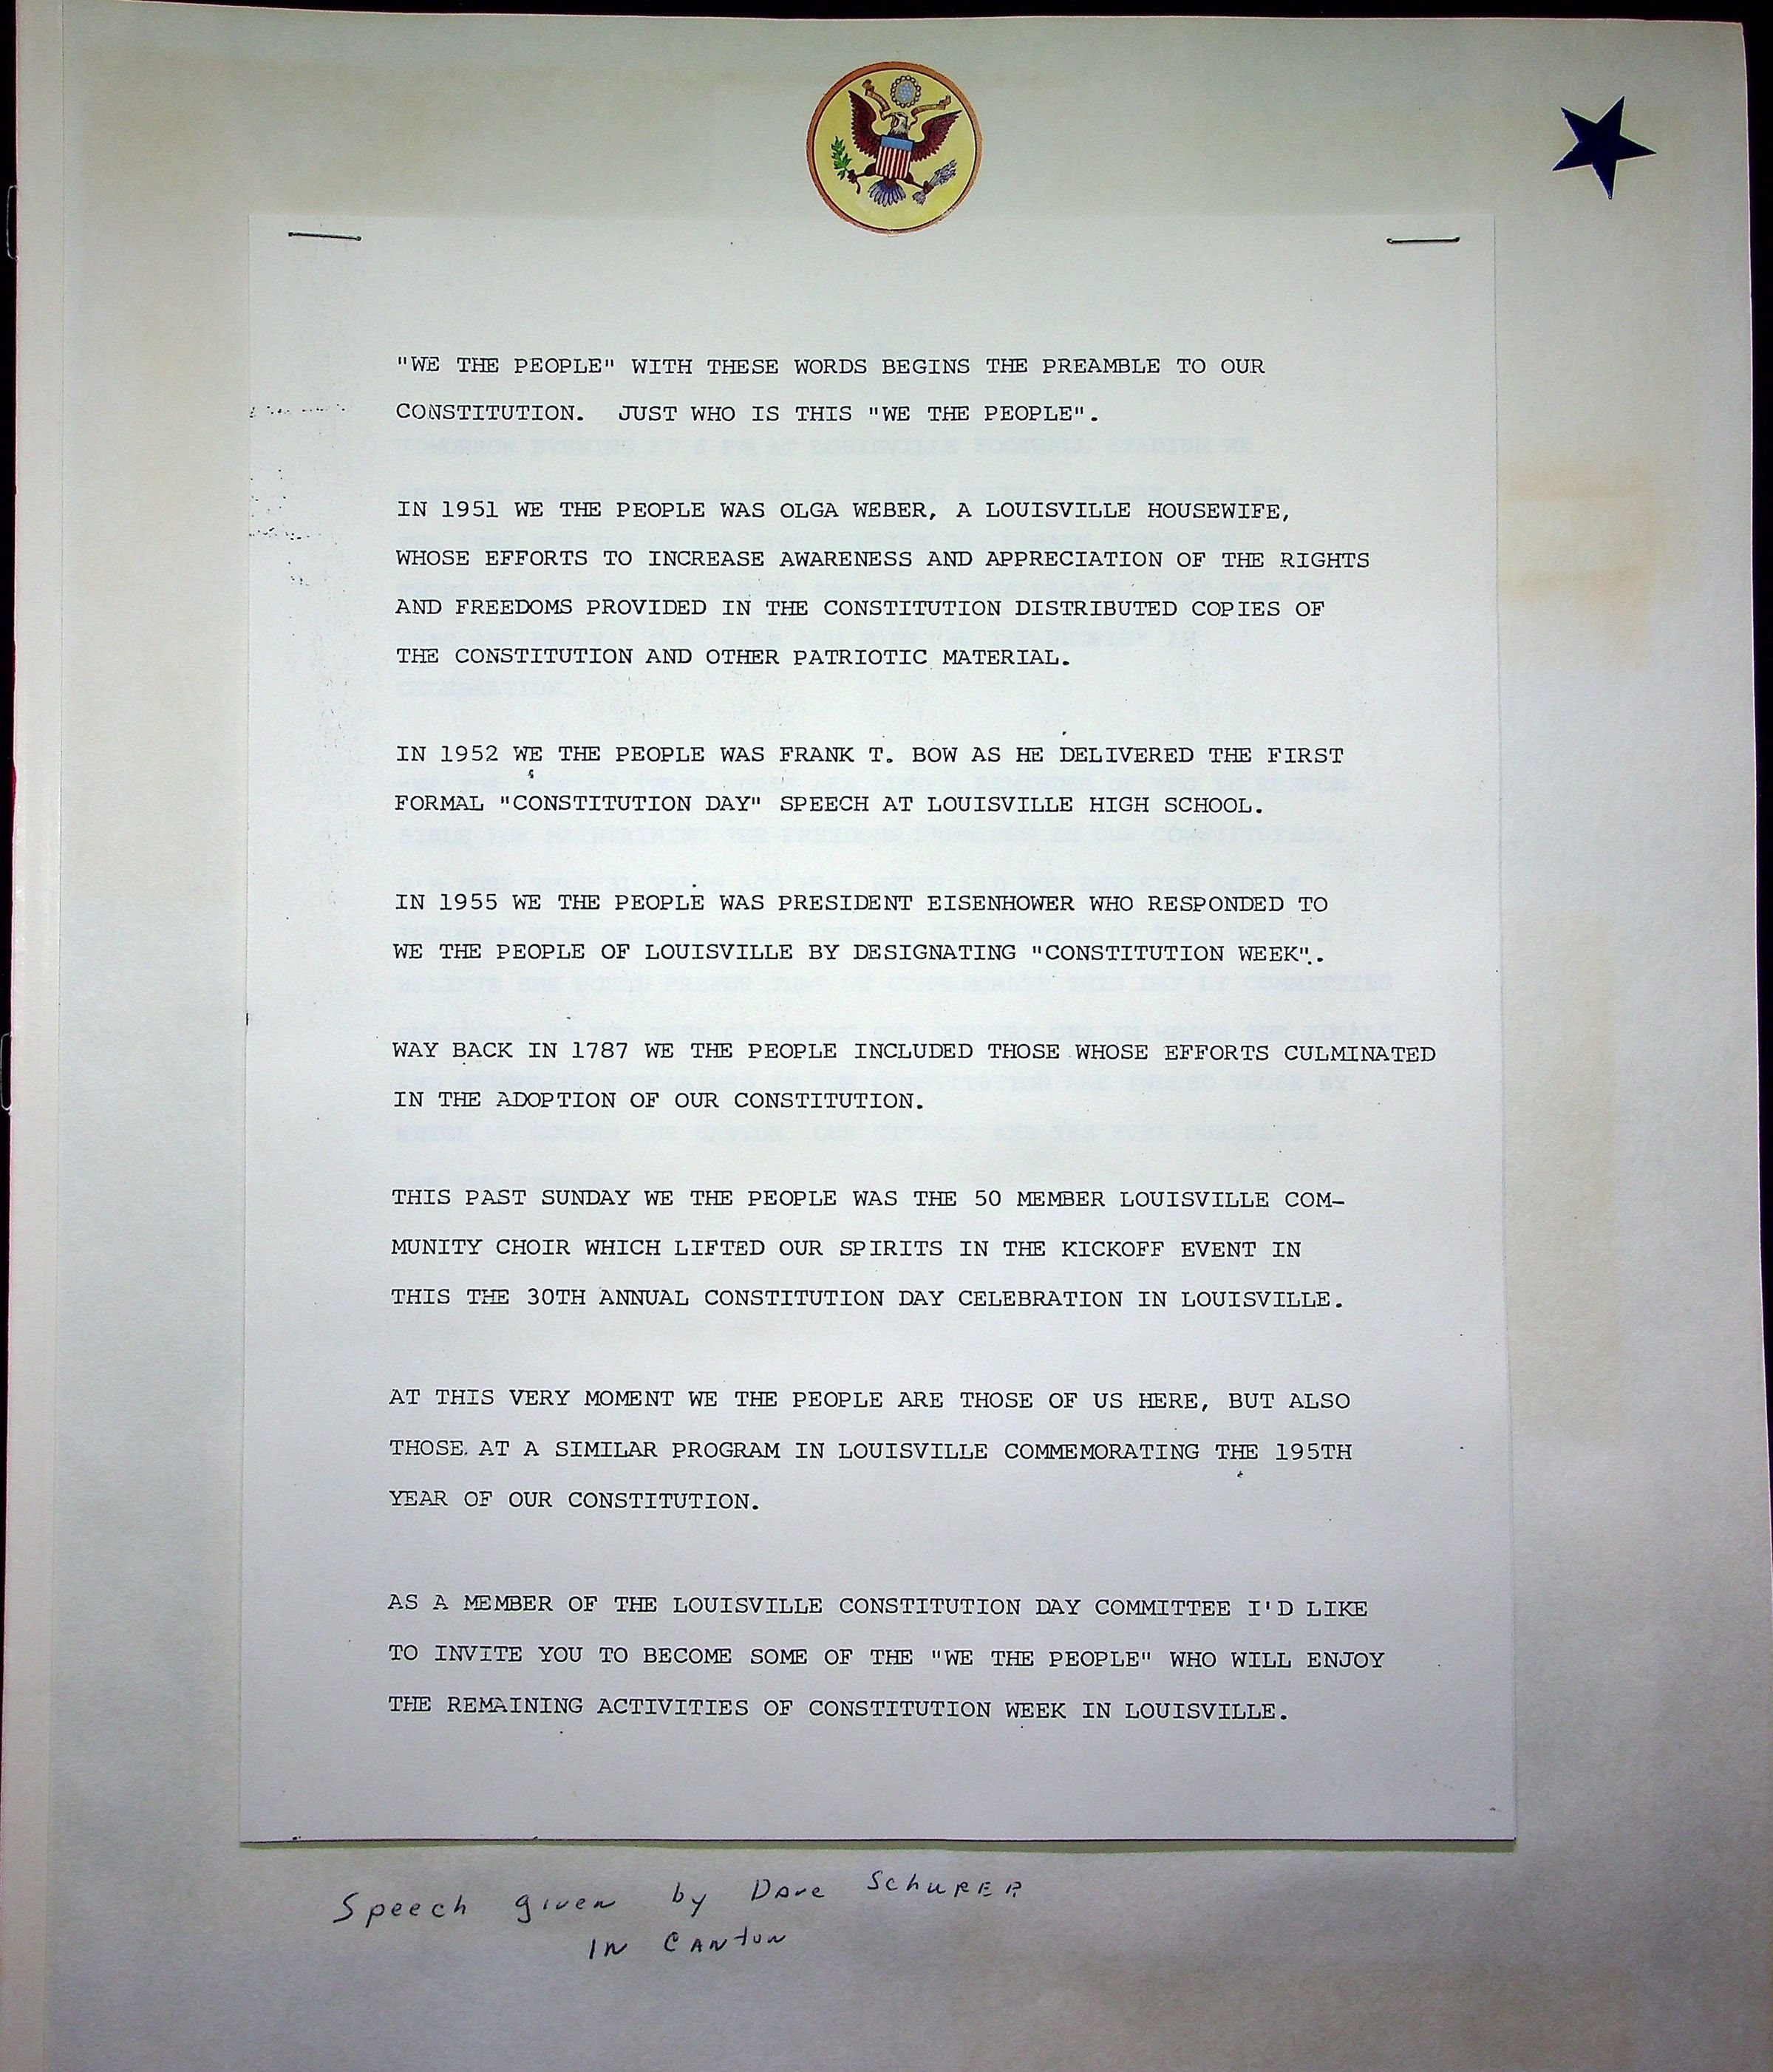 "WE THE PEOPLE" WITH THESE WORDS BEGINS THE PREAMBLE TO OUR
CONSTITUTION.  JUST WHO IS THIS "WE THE PEOPLE".
IN 1951 WE THE PEOPLE WAS OLGA WEBER, A LOUISVILLE HOUSEWIFE,
WHOSE EFFORTS TO INCREASE AWARENESS AND APPRECIATION OF THE RIGHTS
AND FREEDOMS PROVIDED IN THE CONSTITUTION DISTRIBUTED COPIES OF
THE CONSTITUTION AND OTHER PATRIOTIC MATERIAL.
IN 1952 WE THE PEOPLE WAS FRANK T. BOW AS HE DELIVERED THE FIRST
FORMAL "CONSTITUTION DAY" SPEECH AT LOUISVILLE HIGH SCHOOL.
IN 1955 WE THE PEOPLE WAS PRESIDENT EISENHOWER WHO RESPONDED TO
WE THE PEOPLE OF LOUISVILLE BY DESIGNATING "CONSTITUTION WEEK".
WAY BACK IN 1787 WE THE PEOPLE INCLUDED THOSE WHOSE EFFORTS CULMINATED
IN THE ADOPTION OF OUR CONSTITUTION.
THIS PAST SUNDAY WE THE PEOPLE WAS THE 50 MEMBER LOUISVILLE COM-
MUNITY CHOIR WHICH LIFTED OUR SPIRITS IN THE KICKOFF EVENT IN
THIS THE 30TH ANNUAL CONSTITUTION DAY CELEBRATION IN LOUISVILLE.
AT THIS VERY MOMENT WE THE PEOPLE ARE THOSE OF US HERE, BUT ALSO
THOSE AT A SIMILAR PROGRAM IN LOUISVILLE COMMEMORATING THE 195TH
YEAR OF OUR CONSTITUTION.
AS A MEMBER OF THE LOUISVILLE CONSTITUTION DAY COMMITTEE I'D LIKE
TO INVITE YOU TO BECOME SOME OF THE "WE THE PEOPLE" WHO WILL ENJOY
THE REMAINING ACTIVITIES OF CONSTITUTION WEEK IN LOUISVILLE.
Speech given by Dave Schurer
IN CANTON